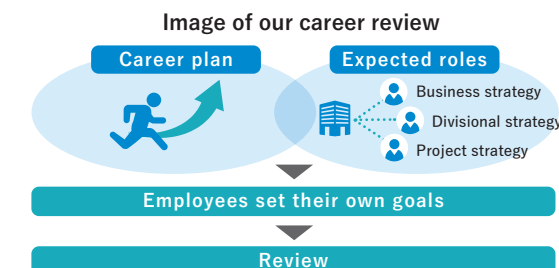 Image of our career review
Career plan
Expected roles
Business strategy
Divisional strategy
Project strategy
Employees set their own goals
Review